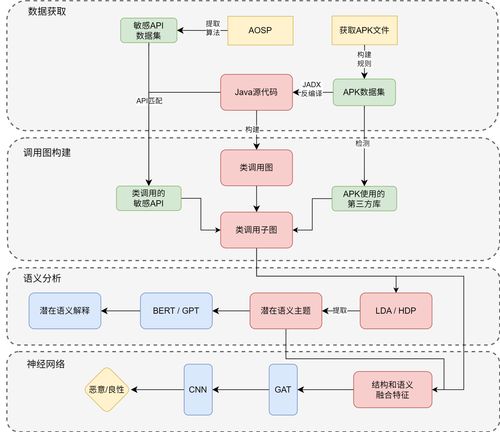 数据获取
敏感API
数据集
提取
算法
AOSP
获取APK文件
构建
规则
API匹配
Java源代码
JADX
反编译
APK数据集
构建
检测
调用图构建
类调用图
类调用的
敏感API
APK使用的
第三方库
类调用子图
语义分析
潜在语义解释
BERT / GPT
潜在语义主题
提取
LDA / HDP
神经网络
恶意/良性
CNN
GAT
结构和语义
融合特征